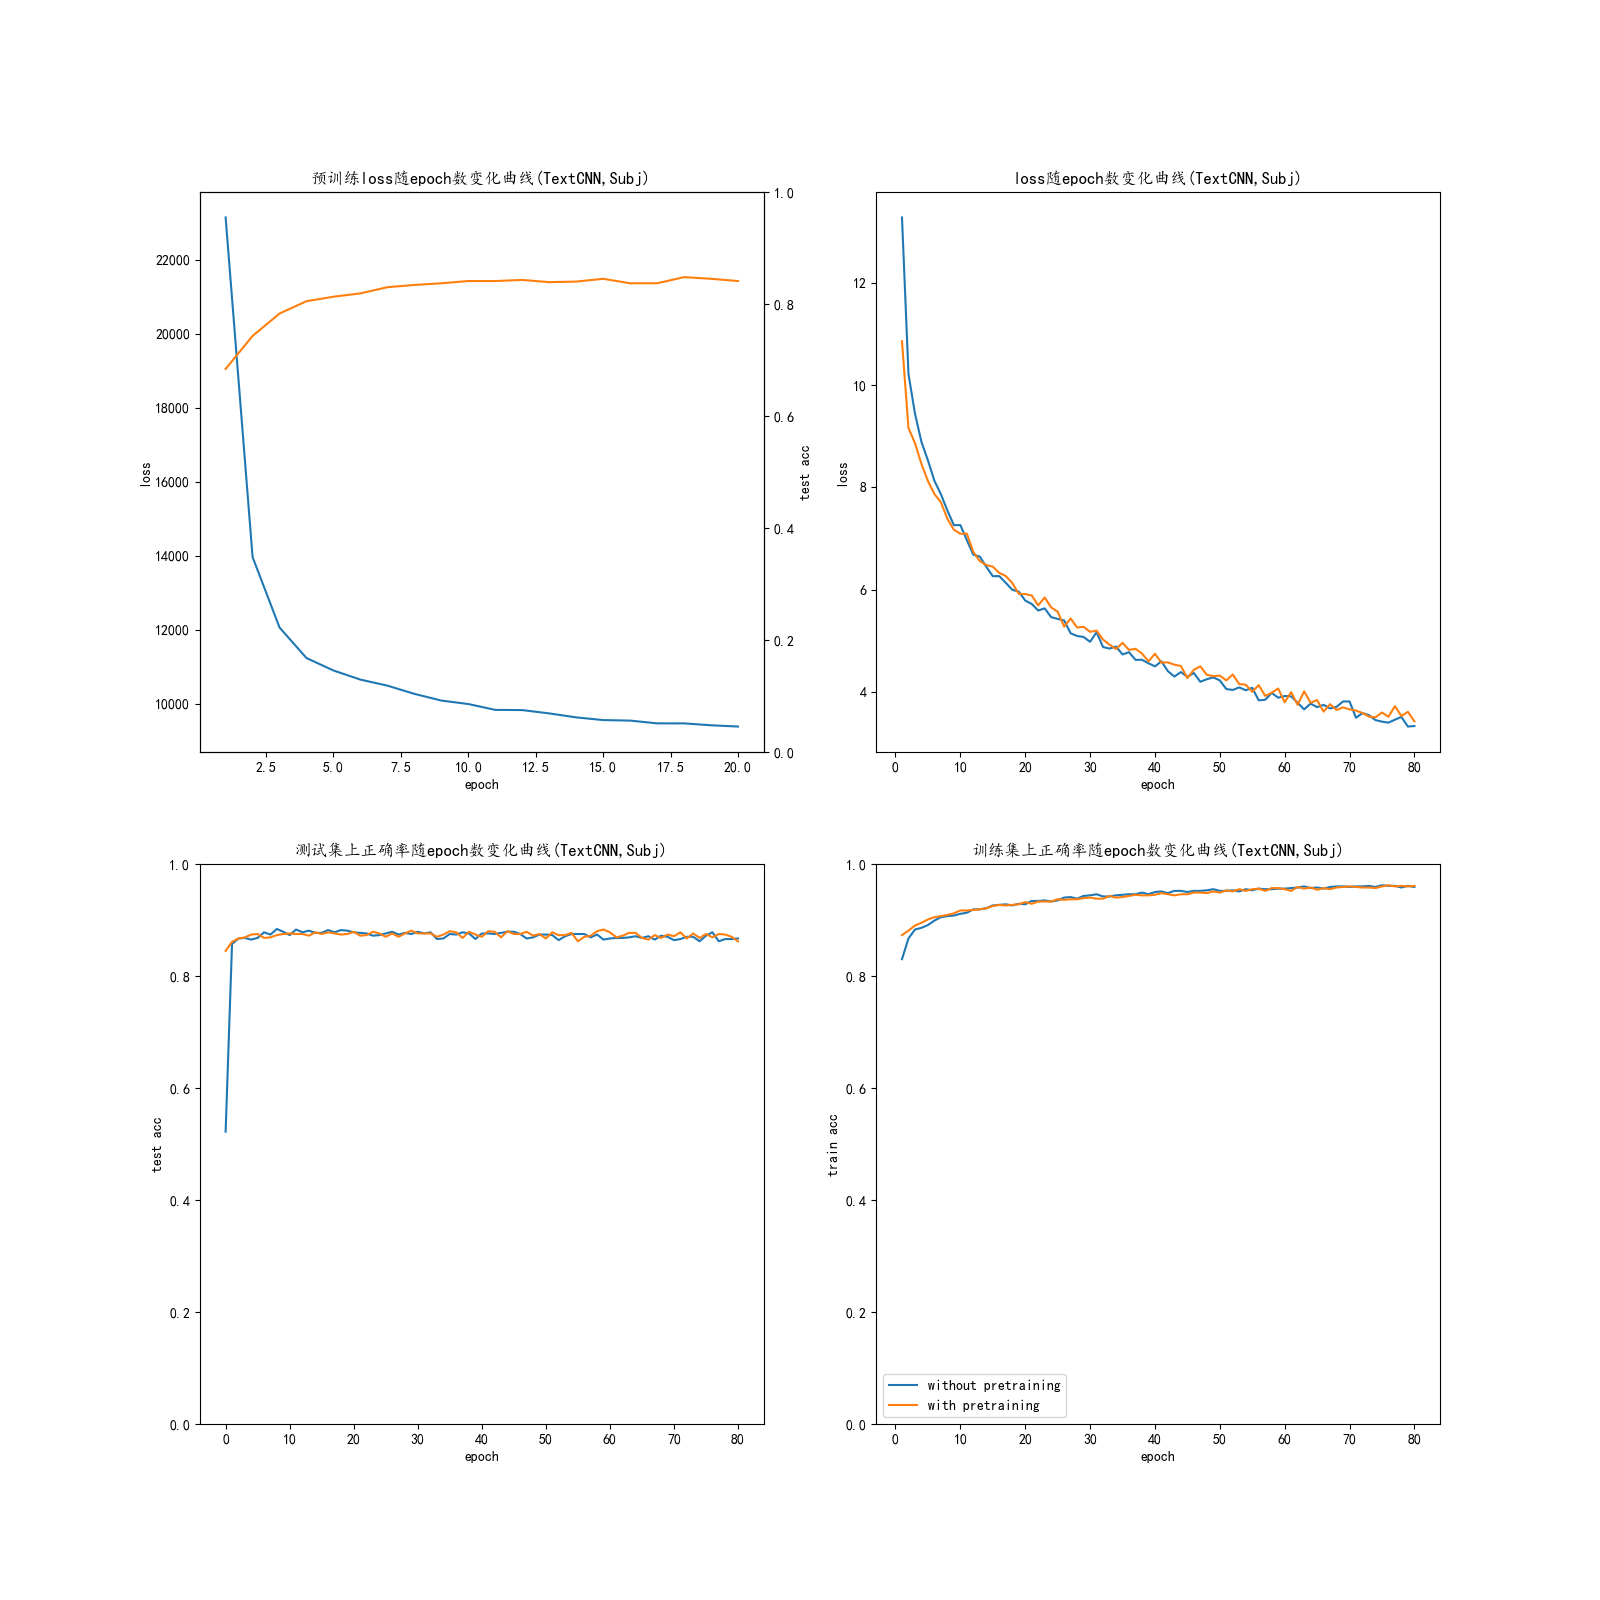 预训练loss随epoch数变化曲线(TextCNN,Subj)
22000
20000
18000
16000
14000
12000
10000
loss
1.0
0.8
0.6
0.4
0.2
0.0
test acc
2.5 5.0 7.5 10.0 12.5 15.0 17.5 20.0
epoch
loss随epoch数变化曲线(TextCNN,Subj)
12
10
8
6
4
loss
0 10 20 30 40 50 60 70 80
epoch
测试集上正确率随epoch数变化曲线(TextCNN,Subj)
1.0
0.8
0.6
0.4
0.2
0.0
test acc
0 10 20 30 40 50 60 70 80
epoch
训练集上正确率随epoch数变化曲线(TextCNN,Subj)
1.0
0.8
0.6
0.4
0.2
0.0
train acc
without pretraining
with pretraining
0 10 20 30 40 50 60 70 80
epoch